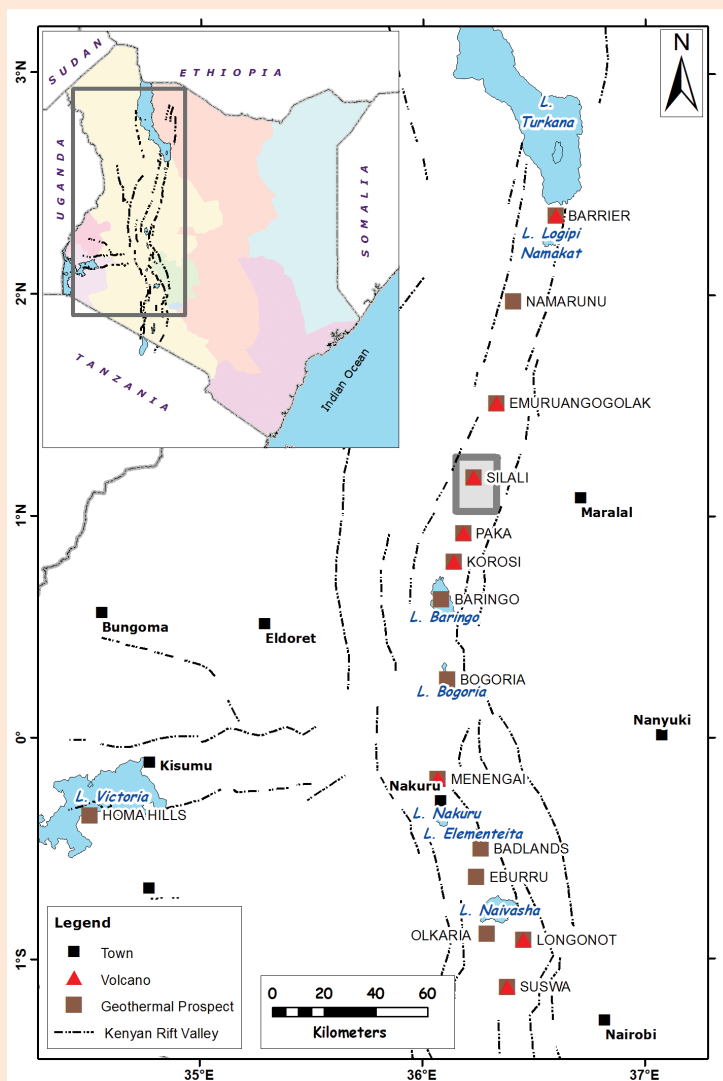 3°N
2°N
1°N
0°
1°S
35°E
36°E
37°E
N
SUDAN
ETHIOPIA
UGANDA
SOMALIA
TANZANIA
Indian Ocean
L.
Turkana
BARRIER
L. Logipi
Namakat
NAMARUNU
EMURUANGOGOLAK
SILALI
Maralal
PAKA
KOROSI
BARINGO
L. Baringo
Bungoma
Eldoret
BOGORIA
L. Bogoria
Nanyuki
Kisumu
MENENGAI
Nakuru
L. Victoria
HOMA HILLS
L. Nakuru
L. Elementeita
BADLANDS
EBURRU
L. Naivasha
OLKARIA
LONGONOT
SUSWA
Nairobi
Legend
Town
Volcano
Geothermal Prospect
Kenyan Rift Valley
0 10 20 40 60
Kilometers